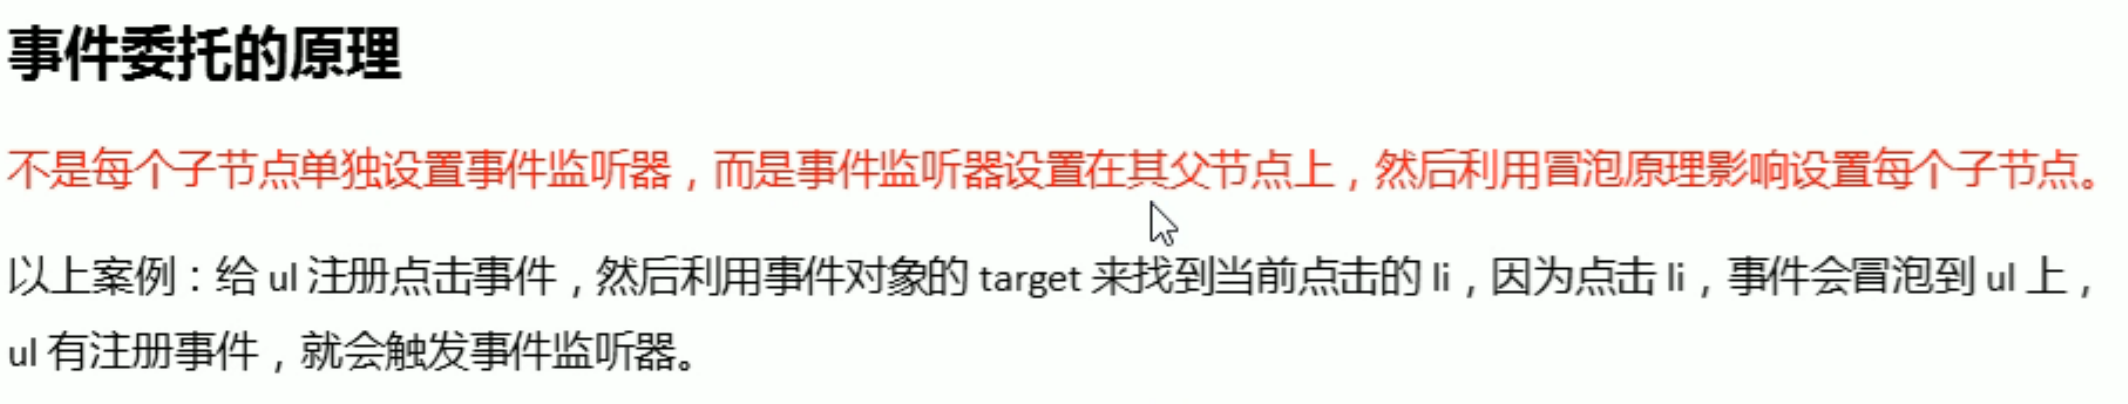 事件委托的原理
不是每个子节点单独设置事件监听器，而是事件监听器设置在其父节点上，然后利用冒泡原理影响设置每个子节点。
以上案例：给 ul 注册点击事件，然后利用事件对象的 target 来找到当前点击的 li，因为点击 li，事件会冒泡到 ul 上，
ul 有注册事件，就会触发事件监听器。